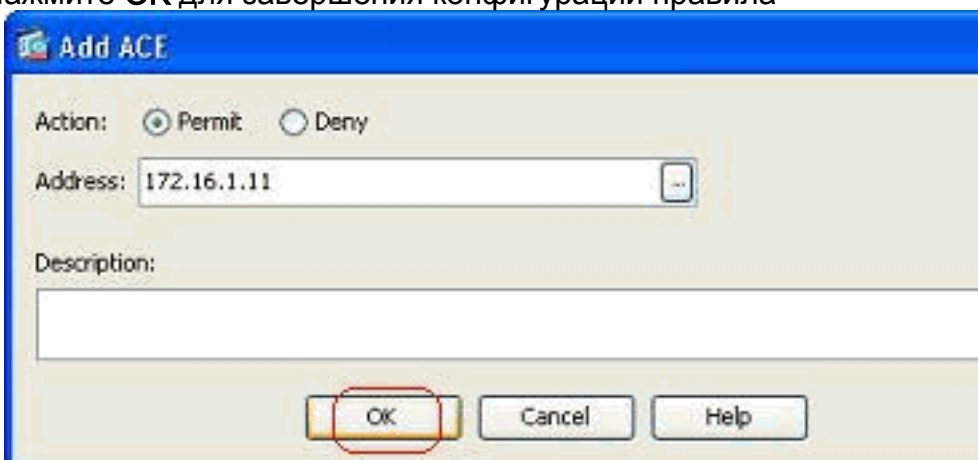 нажмите OK для завершения конфигурации правила
Add ACE
Action: Permit Deny
Address: 172.16.1.11 ...
Description:
OK Cancel Help